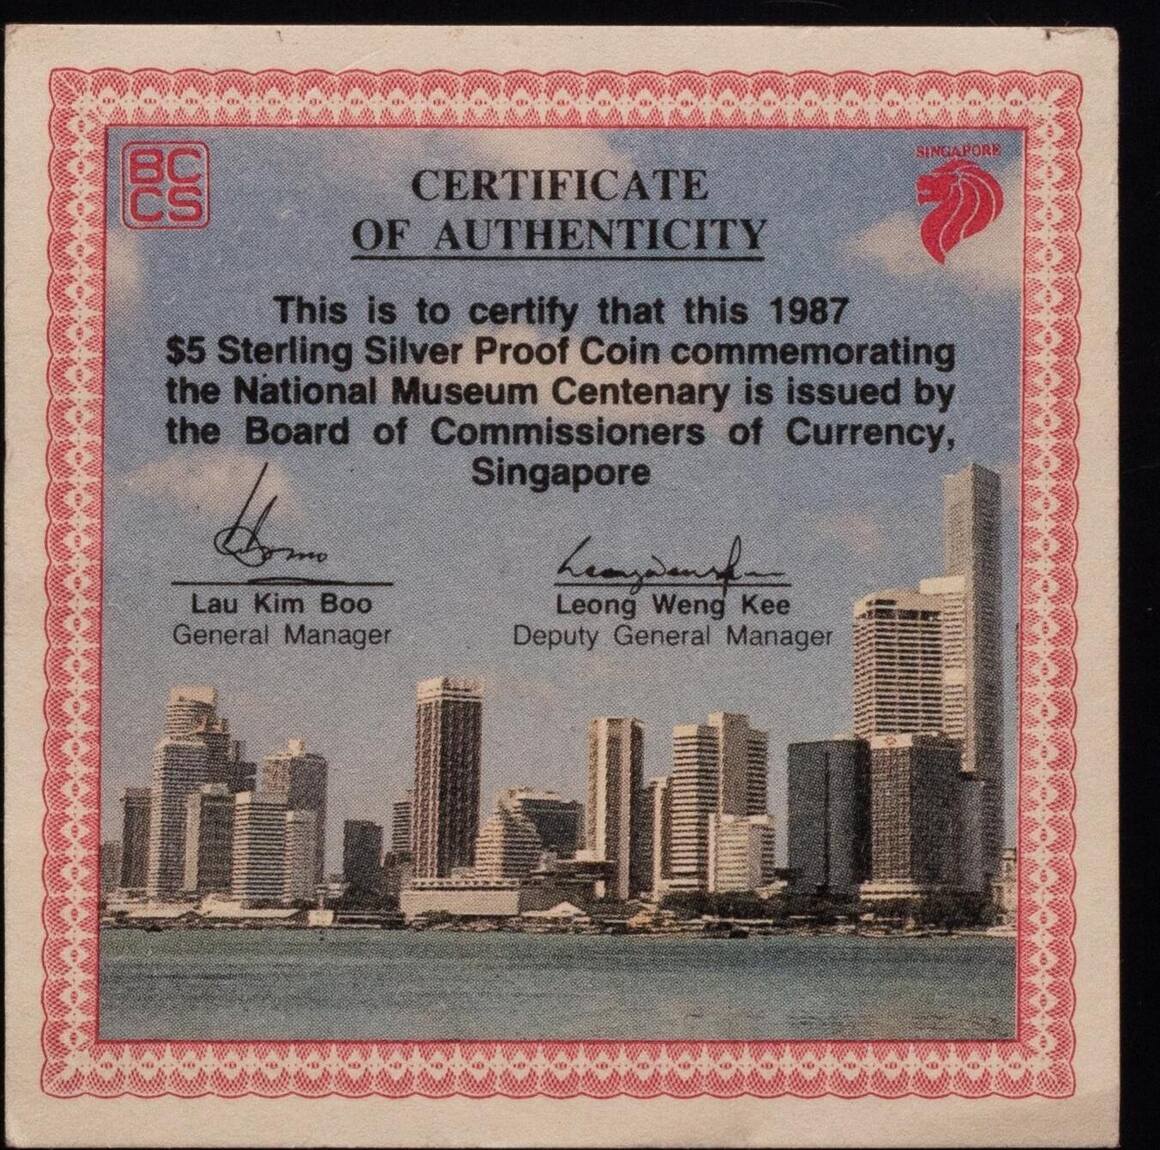 BC
CS
SINGAPORE
CERTIFICATE
OF AUTHENTICITY
This is to certify that this 1987
$5 Sterling Silver Proof Coin commemorating
the National Museum Centenary is issued by
the Board of Commissioners of Currency,
Singapore
Lau Kim Boo
General Manager
Leong Weng Kee
Deputy General Manager